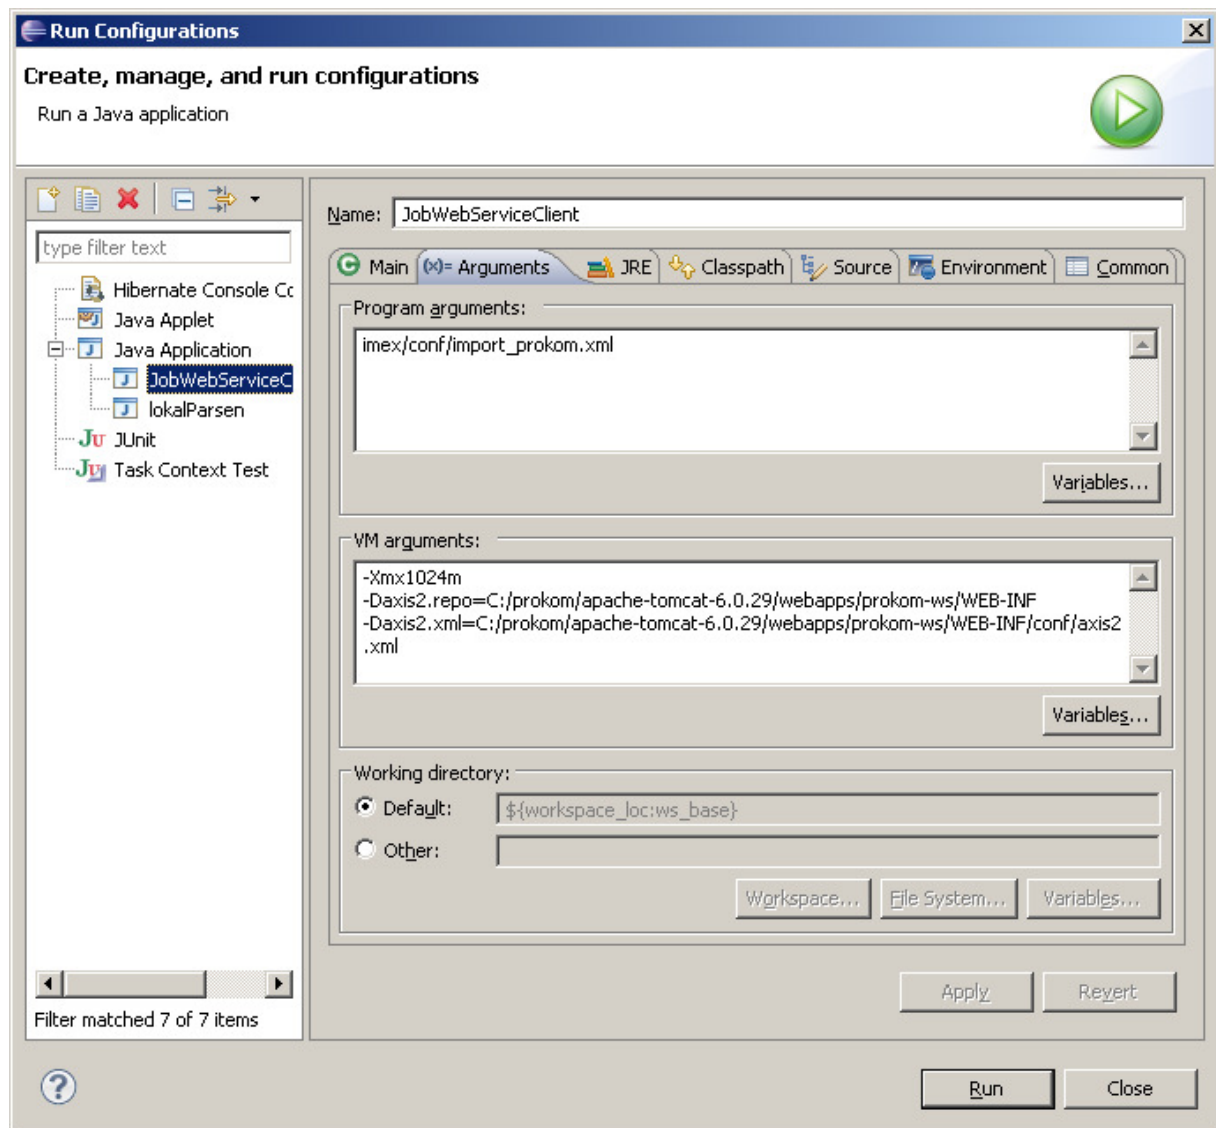 Run Configurations
Create, manage, and run configurations
Run a Java application
type filter text
Hibernate Console Cc
Java Applet
Java Application
JobWebServiceC
lokalParsen
JUnit
Task Context Test
Filter matched 7 of 7 items
Name: JobWebServiceClient
Main (x)= Arguments JRE Classpath Source Environment Common
Program arguments:
imex/conf/import_prokom.xml
Variables...
VM arguments:
-Xmx1024m
-Daxis2.repo=C:/prokom/apache-tomcat-6.0.29/webapps/prokom-ws/WEB-INF
-Daxis2.xml=C:/prokom/apache-tomcat-6.0.29/webapps/prokom-ws/WEB-INF/conf/axis2
.xml
Variables...
Working directory:
Default: ${workspace_loc:ws_base}
Other:
Workspace... File System... Variables...
Apply Revert
Run Close